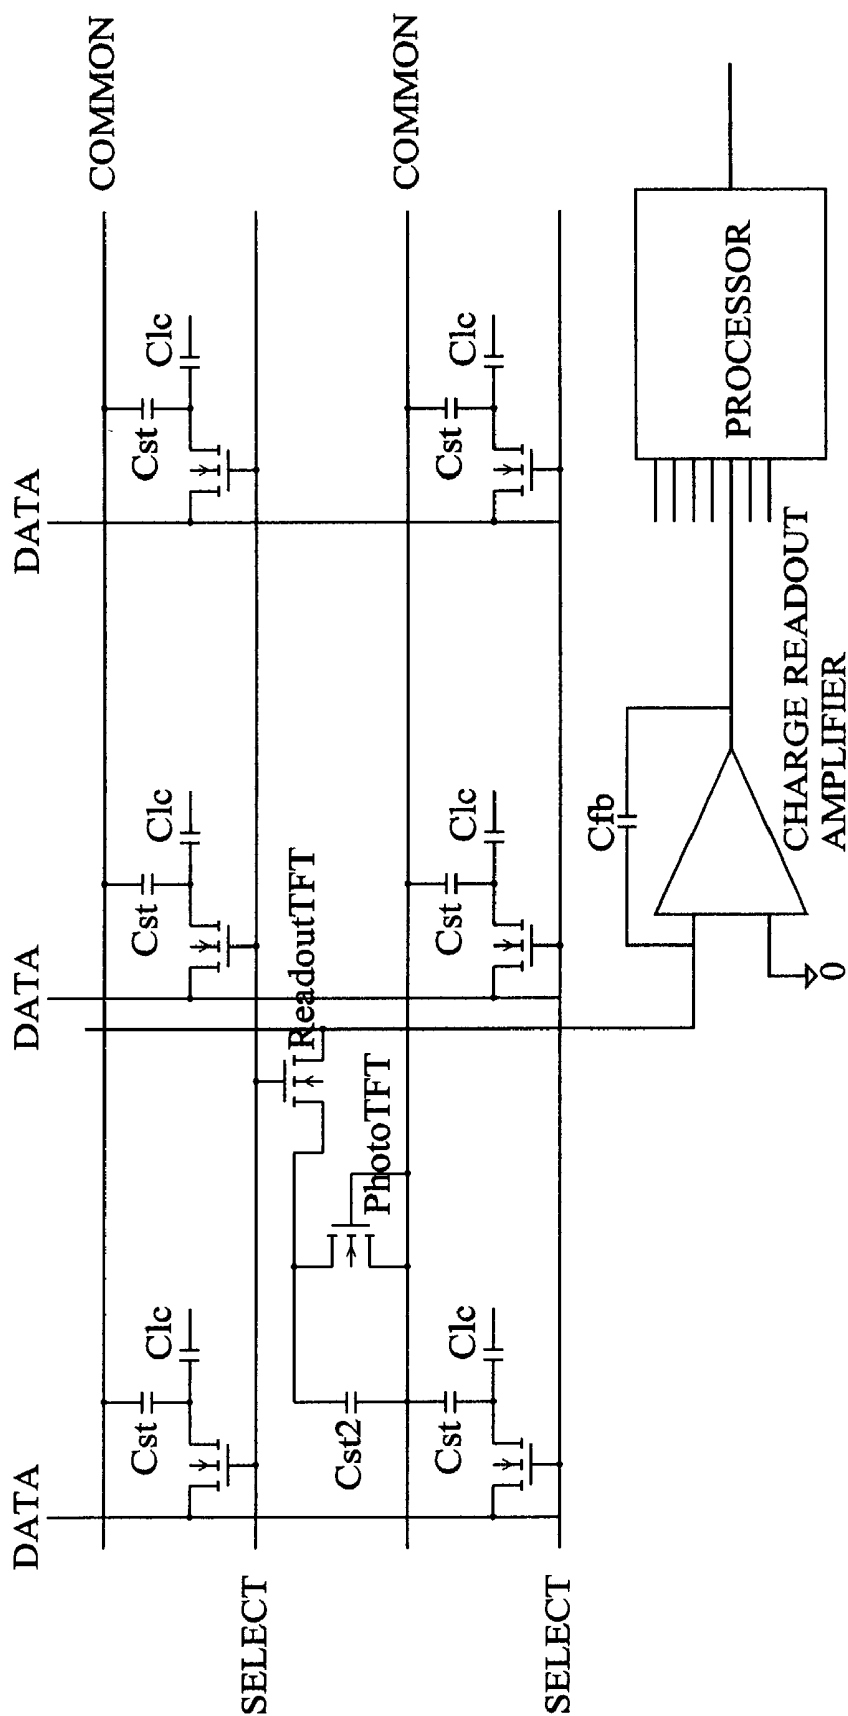 DATA
DATA
DATA
COMMON
Cst
Clc
Cst
Clc
Cst
Clc
SELECT
ReadoutTFT
PhotoTFT
Cst2
COMMON
Cst
Clc
Cst
Clc
Cst
Clc
SELECT
Cfb
0
CHARGE READOUT
AMPLIFIER
PROCESSOR